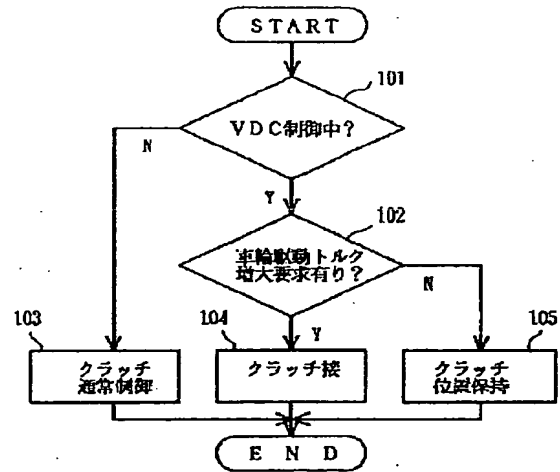 START
101
VDC制御中?
N
Y
102
車輪駆動トルク
増大要求有り?
N
103
104
Y
105
クラッチ
通常制御
クラッチ接
クラッチ
位置保持
END